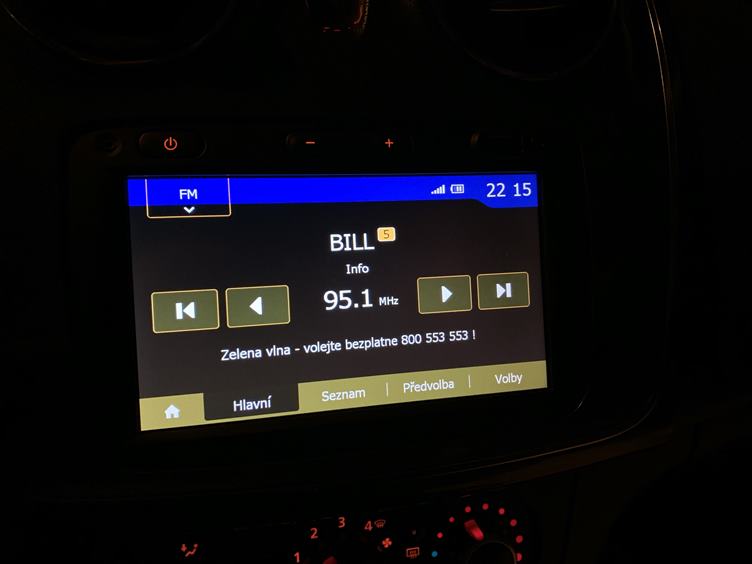 FM
22 15
BILL 5
Info
95.1 MHz
Zelena vlna - volejte bezplatne 800 553 553 !
Hlavní
Seznam
Předvolba
Volby
1
2
3
4